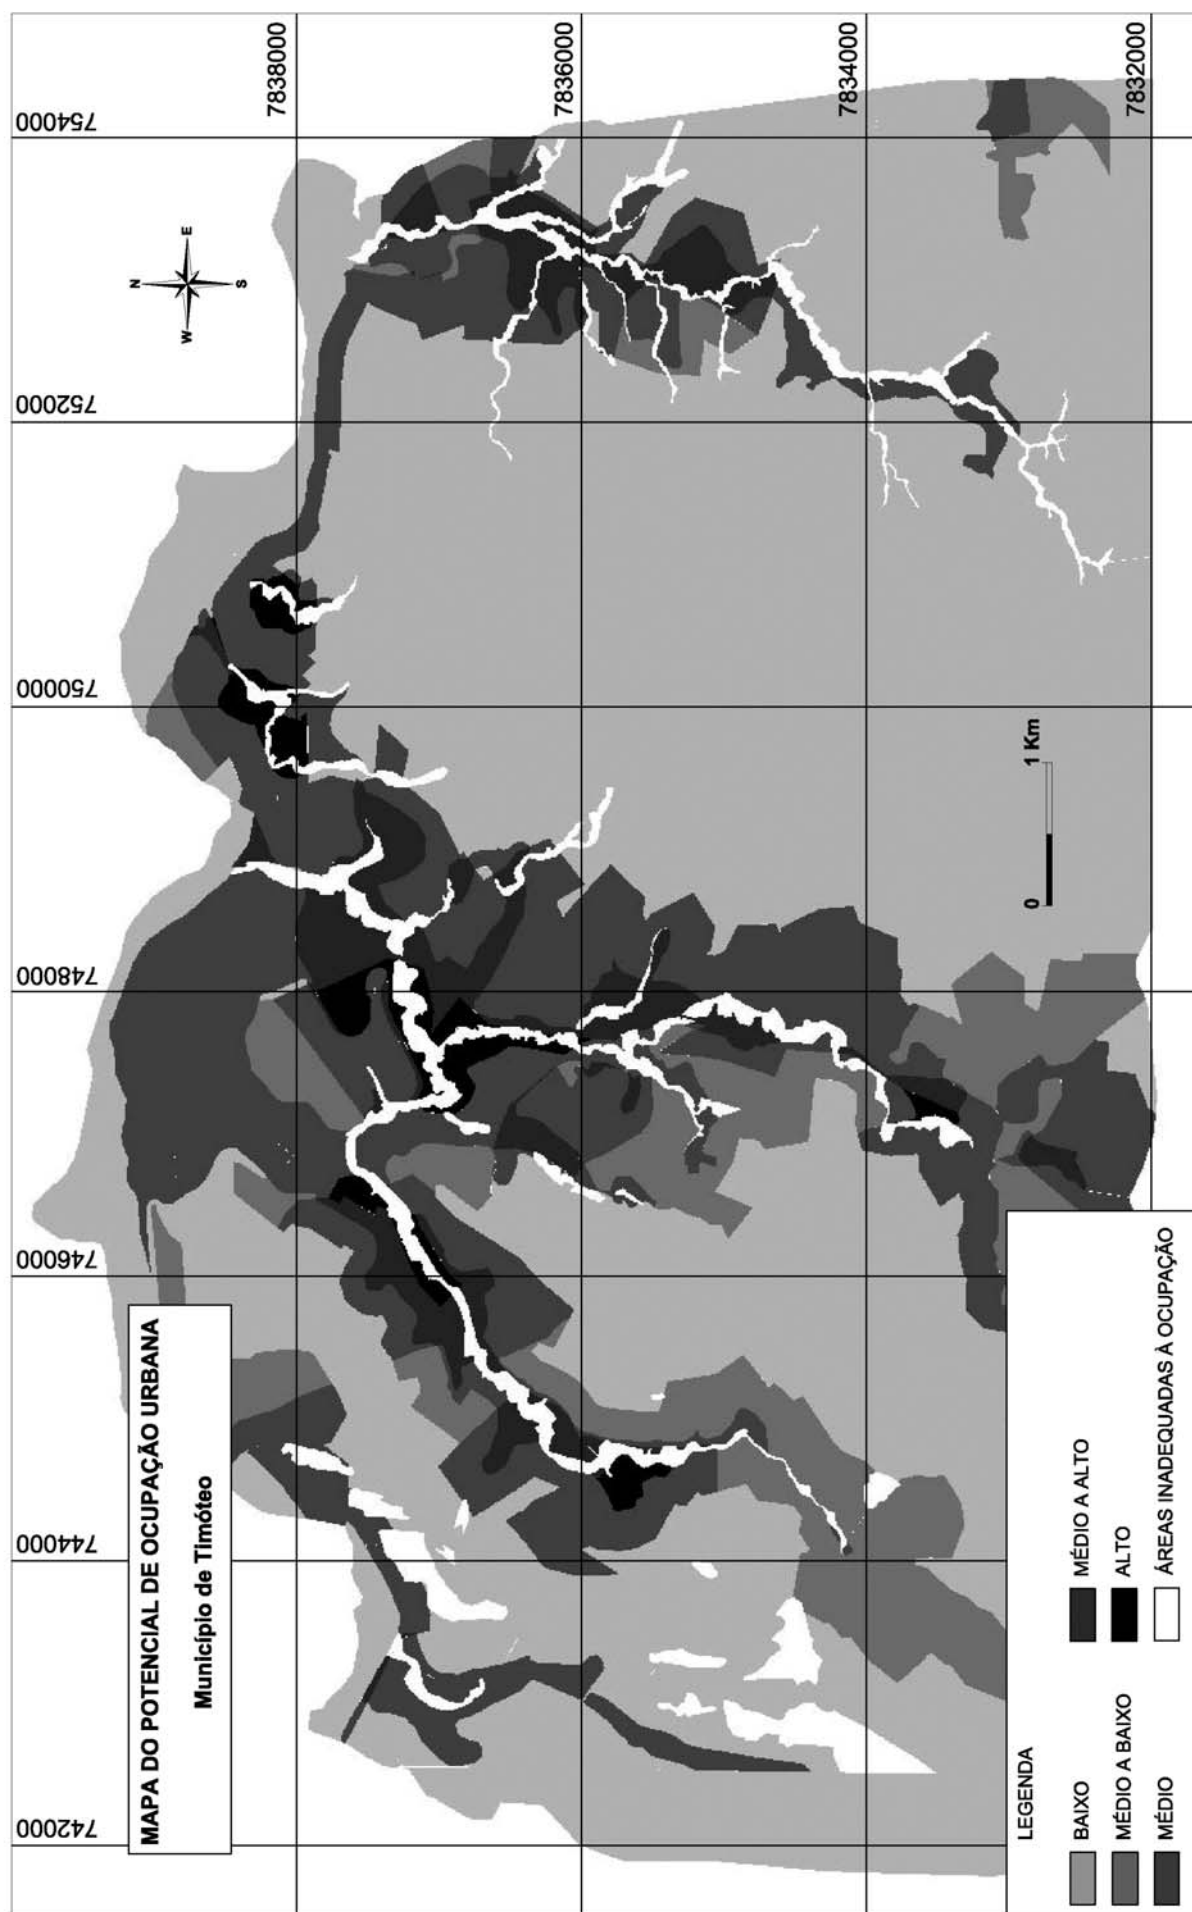 MAPA DO POTENCIAL DE OCUPAÇÃO URBANA
Município de Timóteo
N
W
E
S
742000
744000
746000
748000
750000
752000
754000
7838000
7836000
7834000
7832000
0
1 Km
LEGENDA
BAIXO
MÉDIO A BAIXO
MÉDIO
MÉDIO A ALTO
ALTO
ÁREAS INADEQUADAS À OCUPAÇÃO